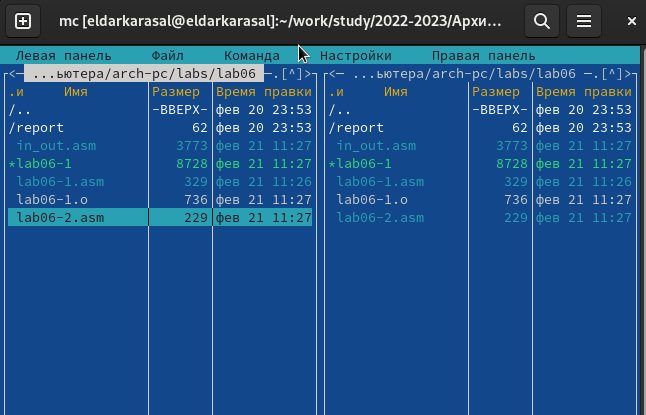 mc [eldarkarasal@eldarkarasal]:~/work/study/2022-2023/Архи…
Левая панель Файл Команда Настройки Правая панель
<─ ...ьютера/arch-pc/labs/lab06 ─.[^]> <─ ...ьютера/arch-pc/labs/lab06 ─.[^]>
.и Имя Размер Время правки .и Имя Размер Время правки
/.. -ВВЕРХ- фев 20 23:53 /.. -ВВЕРХ- фев 20 23:53
/report 62 фев 20 23:53 /report 62 фев 20 23:53
in_out.asm 3773 фев 21 11:27 in_out.asm 3773 фев 21 11:27
*lab06-1 8728 фев 21 11:27 *lab06-1 8728 фев 21 11:27
lab06-1.asm 329 фев 21 11:26 lab06-1.asm 329 фев 21 11:26
lab06-1.o 736 фев 21 11:27 lab06-1.o 736 фев 21 11:27
lab06-2.asm 229 фев 21 11:27 lab06-2.asm 229 фев 21 11:27